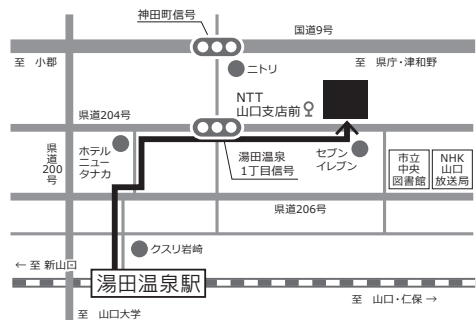 神田町信号
国道9号
至 小郡
至 県庁・津和野
ニトリ
NTT
山口支店前
県道204号
県道
200
号
ホテル
ニュー
タナカ
湯田温泉
1丁目信号
セブン
イレブン
市立
中央
図書館
NHK
山口
放送局
県道206号
クスリ岩崎
← 至 新山口
湯田温泉駅
至 山口・仁保 →
至 山口大学